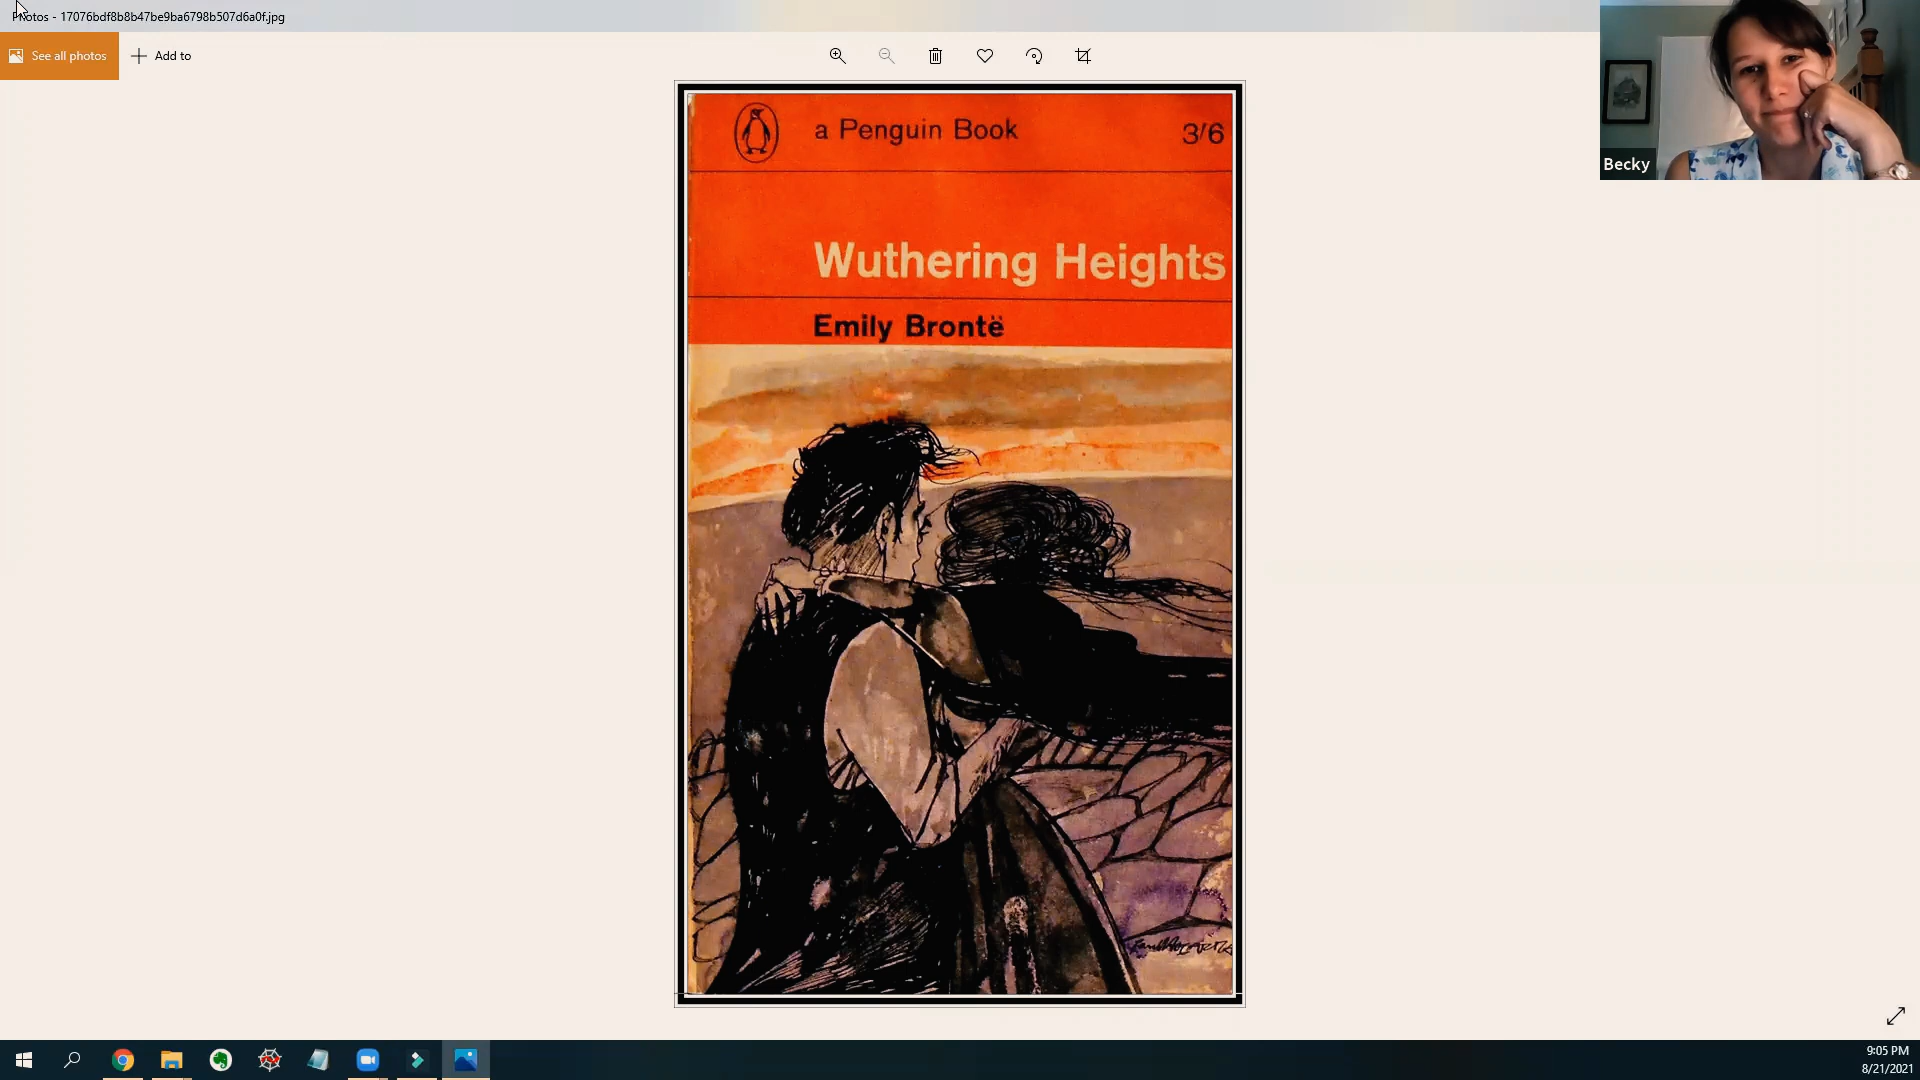 Photos - 17076bdf8b8b47be9ba6798b507d6a0f.jpg
See all photos
Add to
a Penguin Book
3/6
Wuthering Heights
Emily Brontë
Becky
9:05 PM
8/21/2021